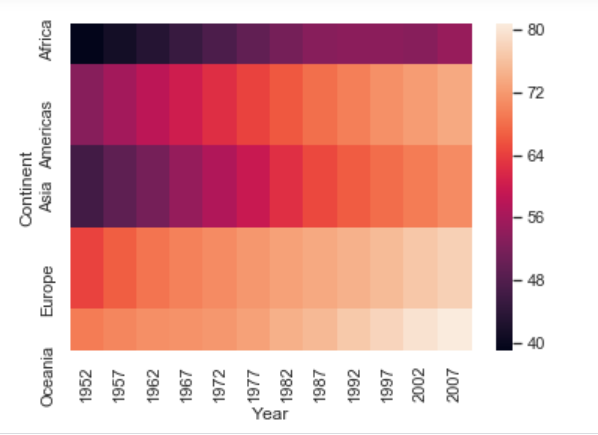 Continent
Africa
Americas
Asia
Europe
Oceania
1952 1957 1962 1967 1972 1977 1982 1987 1992 1997 2002 2007
Year
80
72
64
56
48
40